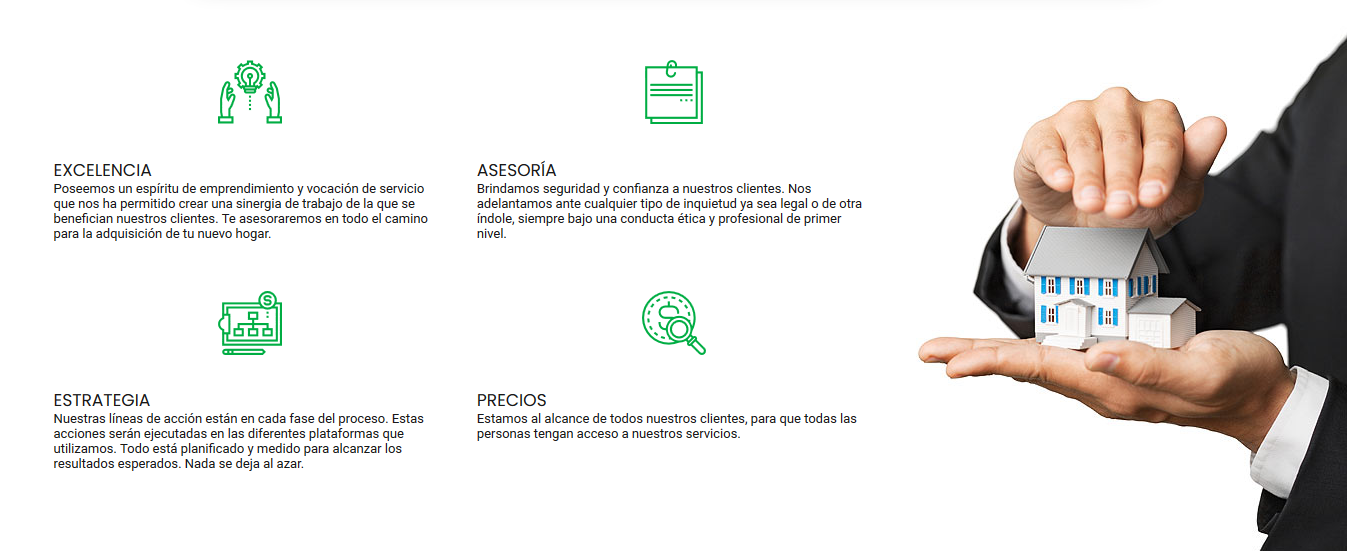 EXCELENCIA
Poseemos un espíritu de emprendimiento y vocación de servicio
que nos ha permitido crear una sinergia de trabajo de la que se
benefician nuestros clientes. Te asesoraremos en todo el camino
para la adquisición de tu nuevo hogar.
ASESORÍA
Brindamos seguridad y confianza a nuestros clientes. Nos
adelantamos ante cualquier tipo de inquietud ya sea legal o de otra
índole, siempre bajo una conducta ética y profesional de primer
nivel.
ESTRATEGIA
Nuestras líneas de acción están en cada fase del proceso. Estas
acciones serán ejecutadas en las diferentes plataformas que
utilizamos. Todo está planificado y medido para alcanzar los
resultados esperados. Nada se deja al azar.
PRECIOS
Estamos al alcance de todos nuestros clientes, para que todas las
personas tengan acceso a nuestros servicios.